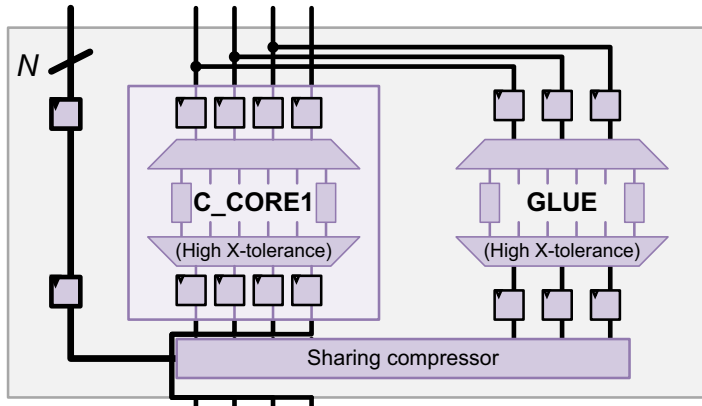 N
C_CORE1
GLUE
(High X-tolerance)
(High X-tolerance)
Sharing compressor